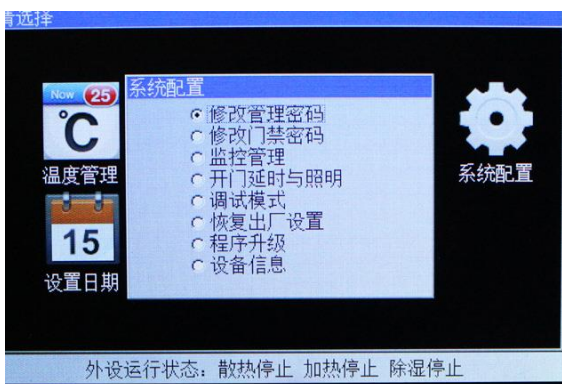 请选择
Now 25
℃
温度管理
15
设置日期
系统配置
修改管理密码
修改门禁密码
监控管理
开门延时与照明
调试模式
恢复出厂设置
程序升级
设备信息
系统配置
外设运行状态: 散热停止 加热停止 除湿停止